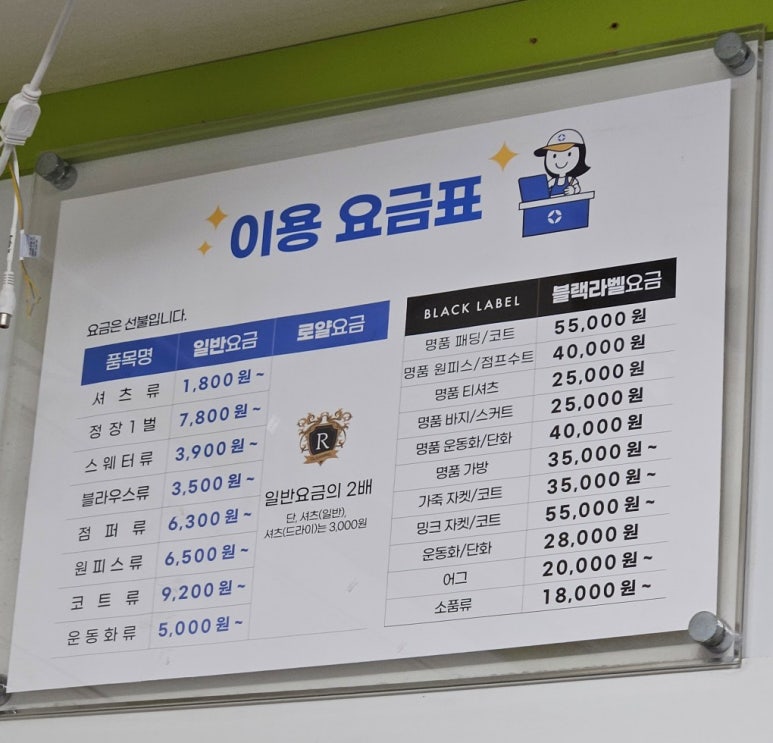 이용 요금표
요금은 선불입니다.
품목명 일반요금 로얄요금
셔츠류 1,800원~
정장1벌 7,800원~
스웨터류 3,900원~
블라우스류 3,500원~
점퍼류 6,300원~
원피스류 6,500원~
코트류 9,200원~
운동화류 5,000원~
R
일반요금의 2배
단, 셔츠(일반),
셔츠(드라이)는 3,000원
BLACK LABEL 블랙라벨요금
명품 패딩/코트 55,000원
명품 원피스/점프수트 40,000원
명품 티셔츠 25,000원
명품 바지/스커트 25,000원
명품 운동화/단화 40,000원
명품 가방 35,000원~
가죽 자켓/코트 35,000원~
밍크 자켓/코트 55,000원~
운동화/단화 28,000원
어그 20,000원~
소품류 18,000원~